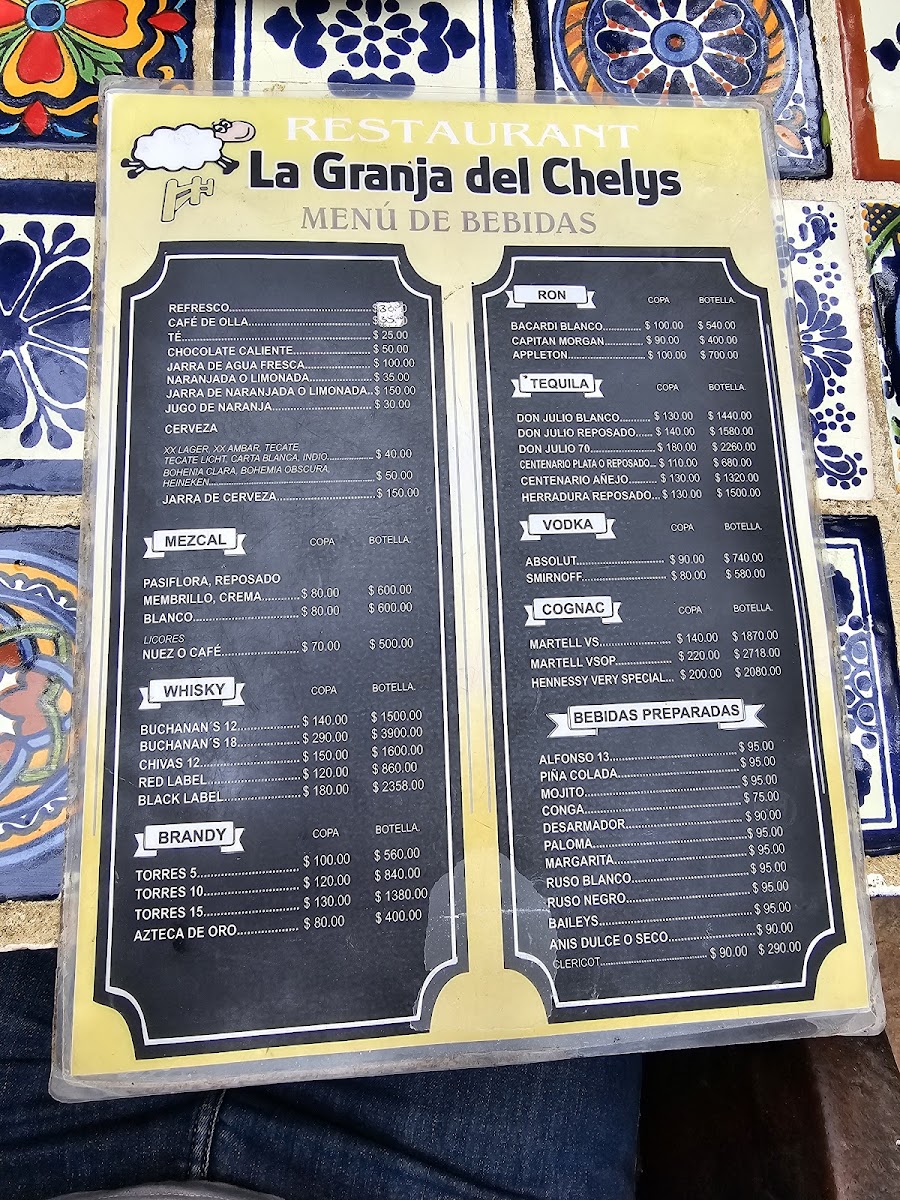 RESTAURANT
La Granja del Chelys
MENÚ DE BEBIDAS
REFRESCO.......... $30.0
CAFÉ DE OLLA..........
TÉ.......... $ 25.00
CHOCOLATE CALIENTE.......... $ 50.00
JARRA DE AGUA FRESCA.......... $ 100.00
NARANJADA O LIMONADA.......... $ 35.00
JARRA DE NARANJADA O LIMONADA.. $ 150.00
JUGO DE NARANJA.......... $ 30.00
CERVEZA
XX LAGER, XX AMBAR, TECATE
TECATE LICHT, CARTA BLANCA, INDIO.......... $ 40.00
BOHENIA CLARA, BOHEMIA OBSCURA,
HEINEKEN.......... $ 50.00
JARRA DE CERVEZA.......... $ 150.00
MEZCAL COPA BOTELLA.
PASIFLORA, REPOSADO
MEMBRILLO, CREMA.......... $ 80.00 $ 600.00
BLANCO.......... $ 80.00 $ 600.00
LICORES
NUEZ O CAFÉ.......... $ 70.00 $ 500.00
WHISKY COPA BOTELLA.
BUCHANAN´S 12.......... $ 140.00 $ 1500.00
BUCHANAN´S 18.......... $ 290.00 $ 3900.00
CHIVAS 12.......... $ 150.00 $ 1600.00
RED LABEL.......... $ 120.00 $ 860.00
BLACK LABEL.......... $ 180.00 $ 2358.00
BRANDY COPA BOTELLA.
TORRES 5.......... $ 100.00 $ 560.00
TORRES 10.......... $ 120.00 $ 840.00
TORRES 15.......... $ 130.00 $ 1380.00
AZTECA DE ORO.......... $ 80.00 $ 400.00
RON COPA BOTELLA.
BACARDI BLANCO.......... $ 100.00 $ 540.00
CAPITAN MORGAN.......... $ 90.00 $ 400.00
APPLETON.......... $ 100.00 $ 700.00
TEQUILA COPA BOTELLA.
DON JULIO BLANCO.......... $ 130.00 $ 1440.00
DON JULIO REPOSADO...... $ 140.00 $ 1580.00
DON JULIO 70.......... $ 180.00 $ 2260.00
CENTENARIO PLATA O REPOSADO... $ 110.00 $ 680.00
CENTENARIO AÑEJO.......... $ 130.00 $ 1320.00
HERRADURA REPOSADO... $ 130.00 $ 1500.00
VODKA COPA BOTELLA.
ABSOLUT.......... $ 90.00 $ 740.00
SMIRNOFF.......... $ 80.00 $ 580.00
COGNAC COPA BOTELLA.
MARTELL VS.......... $ 140.00 $ 1870.00
MARTELL VSOP.......... $ 220.00 $ 2718.00
HENNESSY VERY SPECIAL... $ 200.00 $ 2080.00
BEBIDAS PREPARADAS
ALFONSO 13.......... $ 95.00
PIÑA COLADA.......... $ 95.00
MOJITO.......... $ 95.00
CONGA.......... $ 75.00
DESARMADOR.......... $ 90.00
PALOMA.......... $ 95.00
MARGARITA.......... $ 95.00
RUSO BLANCO.......... $ 95.00
RUSO NEGRO.......... $ 95.00
BAILEYS.......... $ 95.00
ANIS DULCE O SECO.......... $ 90.00
CLERICOT.......... $ 90.00 $ 290.00